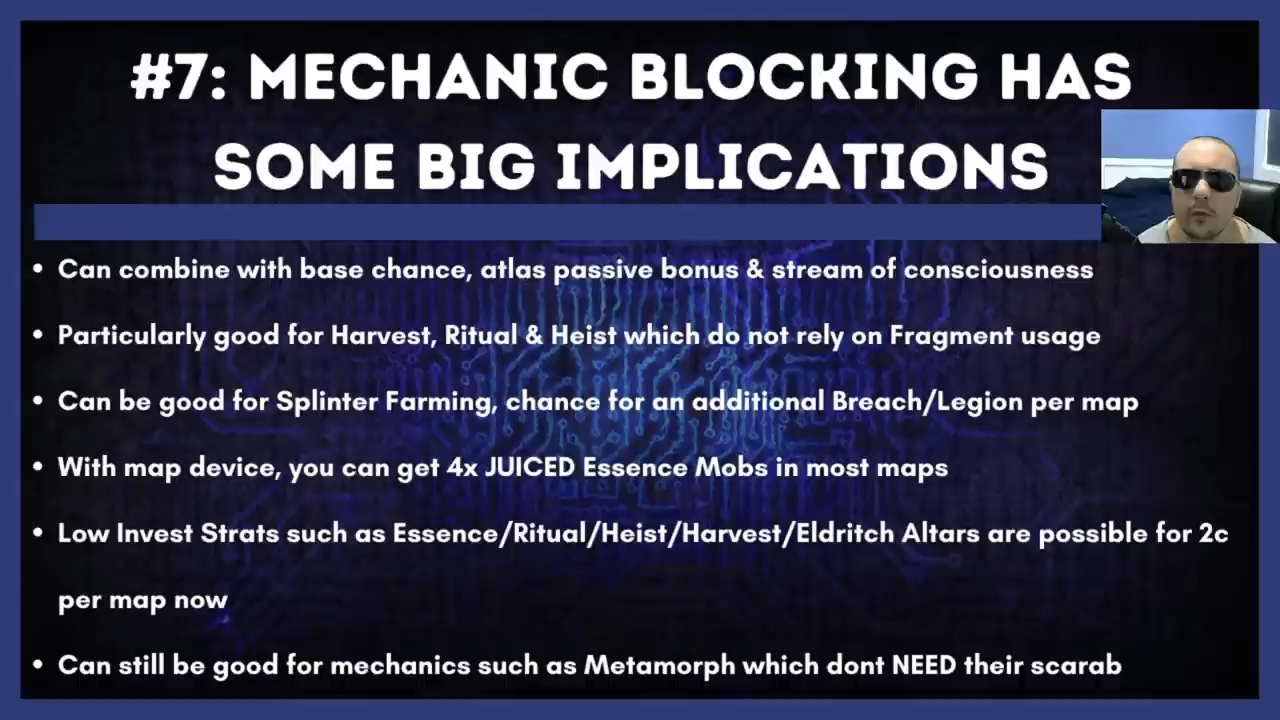 #7: MECHANIC BLOCKING HAS
SOME BIG IMPLICATIONS
• Can combine with base chance, atlas passive bonus & stream of consciousness
• Particularly good for Harvest, Ritual & Heist which do not rely on Fragment usage
• Can be good for Splinter Farming, chance for an additional Breach/Legion per map
• With map device, you can get 4x JUICED Essence Mobs in most maps
• Low Invest Strats such as Essence/Ritual/Heist/Harvest/Eldritch Altars are possible for 2c
per map now
• Can still be good for mechanics such as Metamorph which dont NEED their scarab